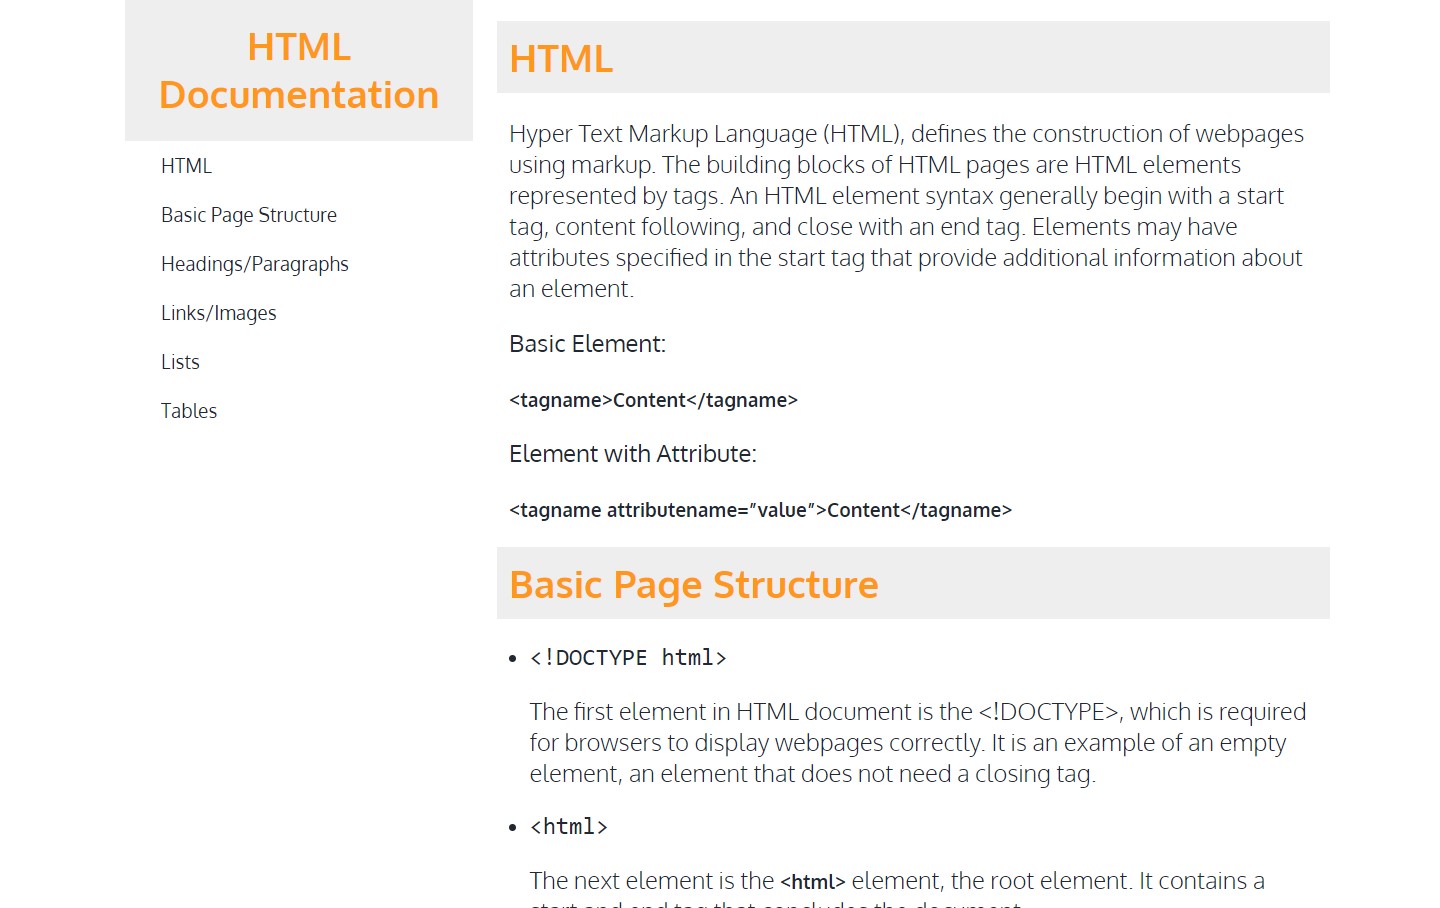 HTML
Documentation
HTML
Basic Page Structure
Headings/Paragraphs
Links/Images
Lists
Tables
HTML
Hyper Text Markup Language (HTML), defines the construction of webpages
using markup. The building blocks of HTML pages are HTML elements
represented by tags. An HTML element syntax generally begin with a start
tag, content following, and close with an end tag. Elements may have
attributes specified in the start tag that provide additional information about
an element.
Basic Element:
<tagname>Content</tagname>
Element with Attribute:
<tagname attributename="value">Content</tagname>
Basic Page Structure
• <!DOCTYPE html>
The first element in HTML document is the <!DOCTYPE>, which is required
for browsers to display webpages correctly. It is an example of an empty
element, an element that does not need a closing tag.
• <html>
The next element is the <html> element, the root element. It contains a